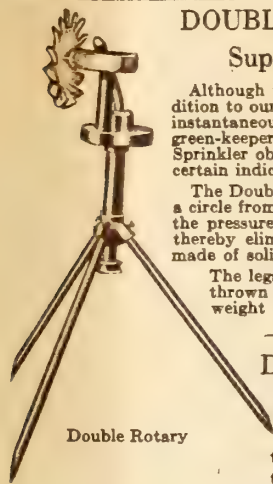 DOUBL
Sup
Although
dition to our
instantaneou
green-keeper
Sprinkler ob
certain indic
The Doub
a circle from
the pressure
thereby elim
made of soli
The leg
thrown
weight
D
Double Rotary
t